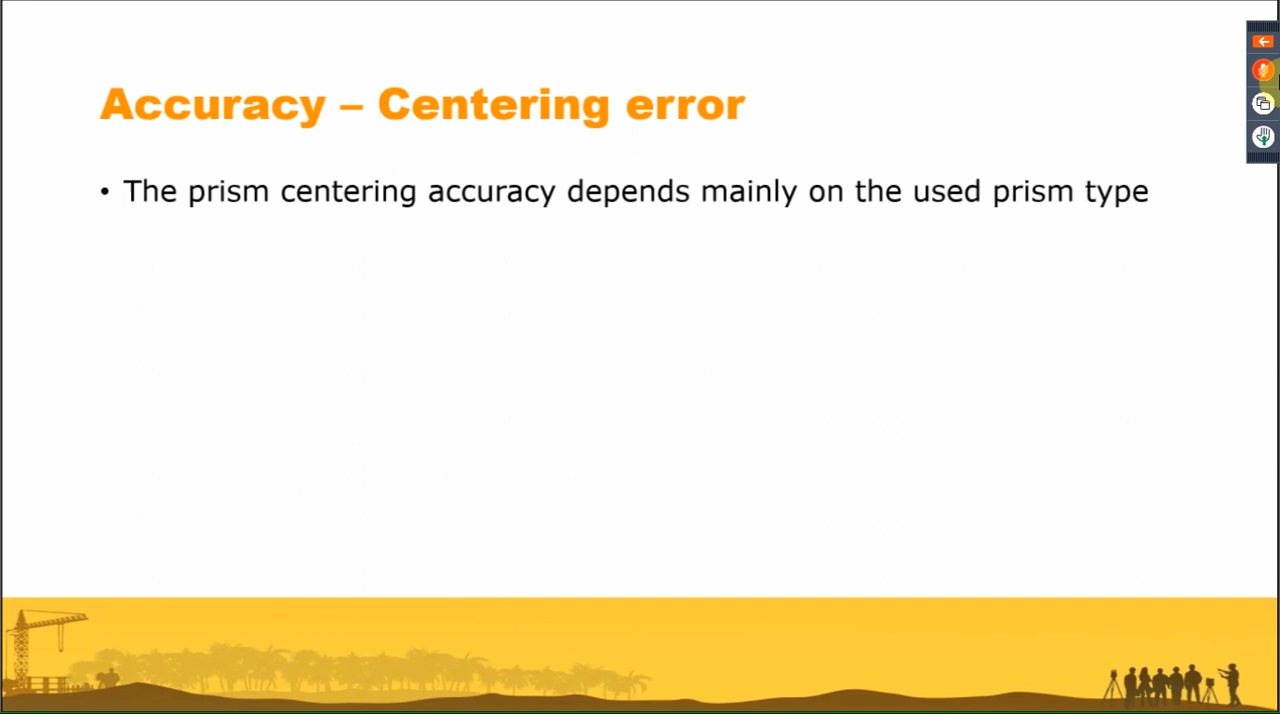 Accuracy – Centering error
• The prism centering accuracy depends mainly on the used prism type